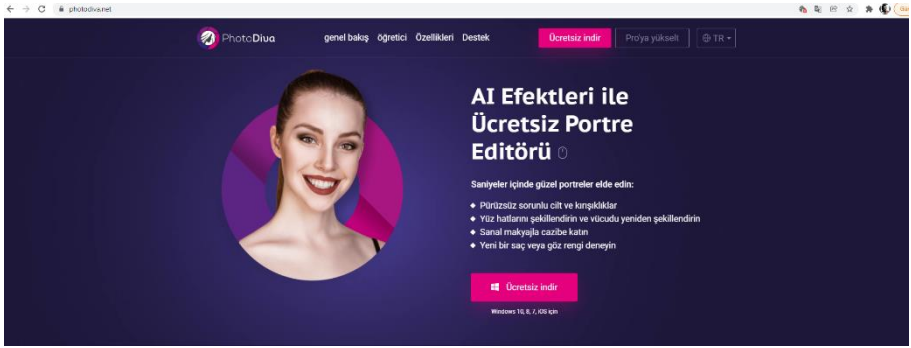 photodiva.net
PhotoDiva
genel bakış öğretici Özellikleri Destek
Ücretsiz indir
Pro'ya yükselt
TR
AI Efektleri ile
Ücretsiz Portre
Editörü
Saniyeler içinde güzel portreler elde edin:
Pürüzsüz sorunlu cilt ve kırışıklıklar
Yüz hatlarını şekillendirin ve vücudu yeniden şekillendirin
Sanal makyajla cazibe katın
Yeni bir saç veya göz rengi deneyin
Ücretsiz indir
Windows 10, 8, 7, iOS için